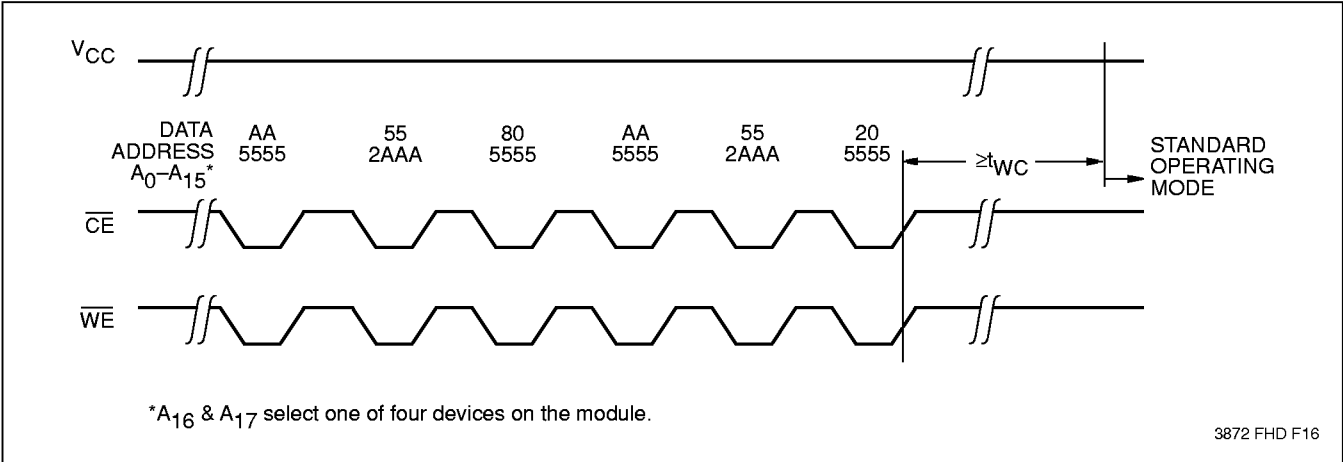 VCC
DATA AA 55 80 AA 55 20
ADDRESS 5555 2AAA 5555 5555 2AAA 5555
A0–A15*
≥tWC
STANDARD
OPERATING
MODE
CE
WE
*A16 & A17 select one of four devices on the module.
3872 FHD F16